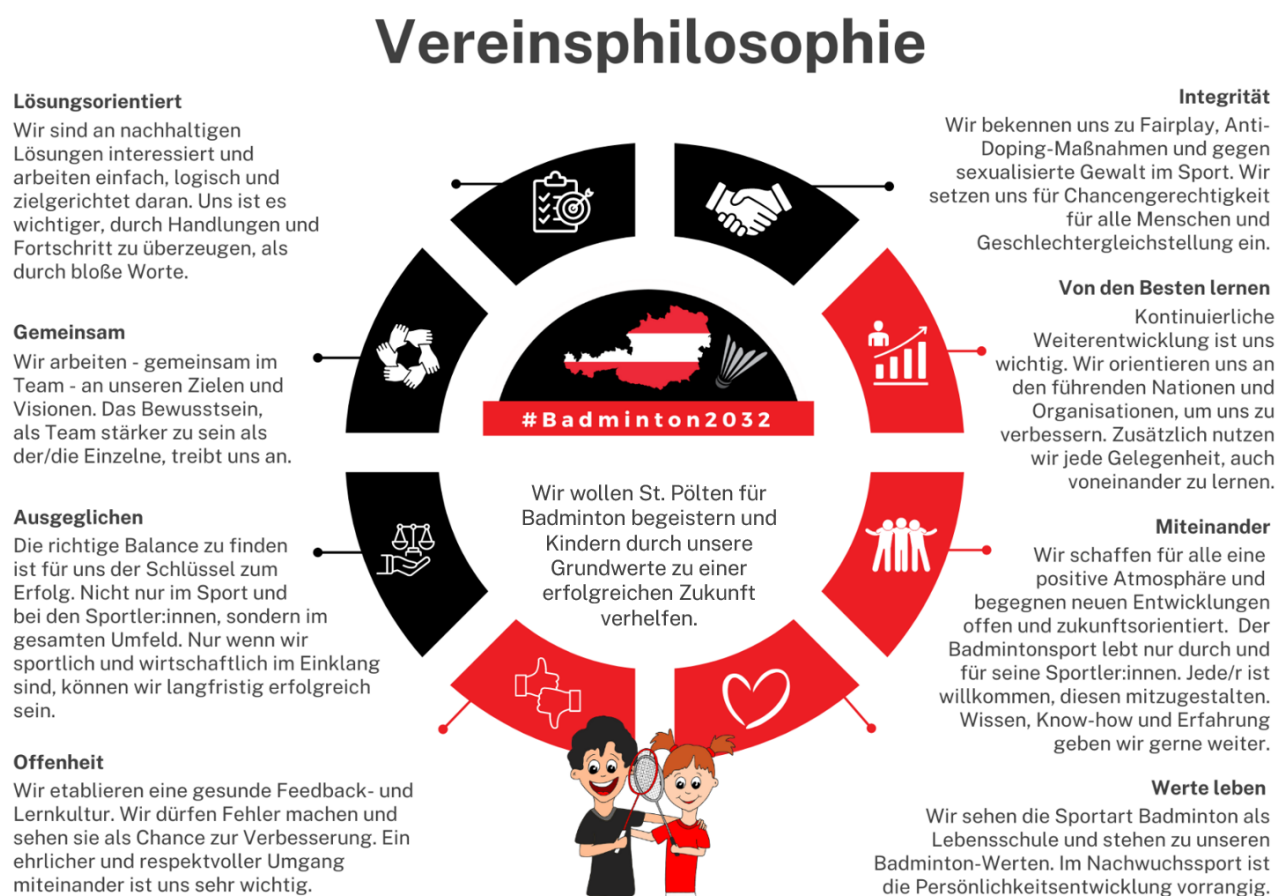 Vereinsphilosophie
Lösungsorientiert
Wir sind an nachhaltigen
Lösungen interessiert und
arbeiten einfach, logisch und
zielgerichtet daran. Uns ist es
wichtiger, durch Handlungen und
Fortschritt zu überzeugen, als
durch bloße Worte.
Gemeinsam
Wir arbeiten - gemeinsam im
Team - an unseren Zielen und
Visionen. Das Bewusstsein,
als Team stärker zu sein als
der/die Einzelne, treibt uns an.
Ausgeglichen
Die richtige Balance zu finden
ist für uns der Schlüssel zum
Erfolg. Nicht nur im Sport und
bei den Sportler:innen, sondern im
gesamten Umfeld. Nur wenn wir
sportlich und wirtschaftlich im Einklang
sind, können wir langfristig erfolgreich
sein.
Offenheit
Wir etablieren eine gesunde Feedback- und
Lernkultur. Wir dürfen Fehler machen und
sehen sie als Chance zur Verbesserung. Ein
ehrlicher und respektvoller Umgang
miteinander ist uns sehr wichtig.
#Badminton2032
Wir wollen St. Pölten für
Badminton begeistern und
Kindern durch unsere
Grundwerte zu einer
erfolgreichen Zukunft
verhelfen.
Integrität
Wir bekennen uns zu Fairplay, Anti-
Doping-Maßnahmen und gegen
sexualisierte Gewalt im Sport. Wir
setzen uns für Chancengerechtigkeit
für alle Menschen und
Geschlechtergleichstellung ein.
Von den Besten lernen
Kontinuierliche
Weiterentwicklung ist uns
wichtig. Wir orientieren uns an
den führenden Nationen und
Organisationen, um uns zu
verbessern. Zusätzlich nutzen
wir jede Gelegenheit, auch
voneinander zu lernen.
Miteinander
Wir schaffen für alle eine
positive Atmosphäre und
begegnen neuen Entwicklungen
offen und zukunftsorientiert. Der
Badmintonsport lebt nur durch und
für seine Sportler:innen. Jede/r ist
willkommen, diesen mitzugestalten.
Wissen, Know-how und Erfahrung
geben wir gerne weiter.
Werte leben
Wir sehen die Sportart Badminton als
Lebensschule und stehen zu unseren
Badminton-Werten. Im Nachwuchssport ist
die Persönlichkeitsentwicklung vorrangig.